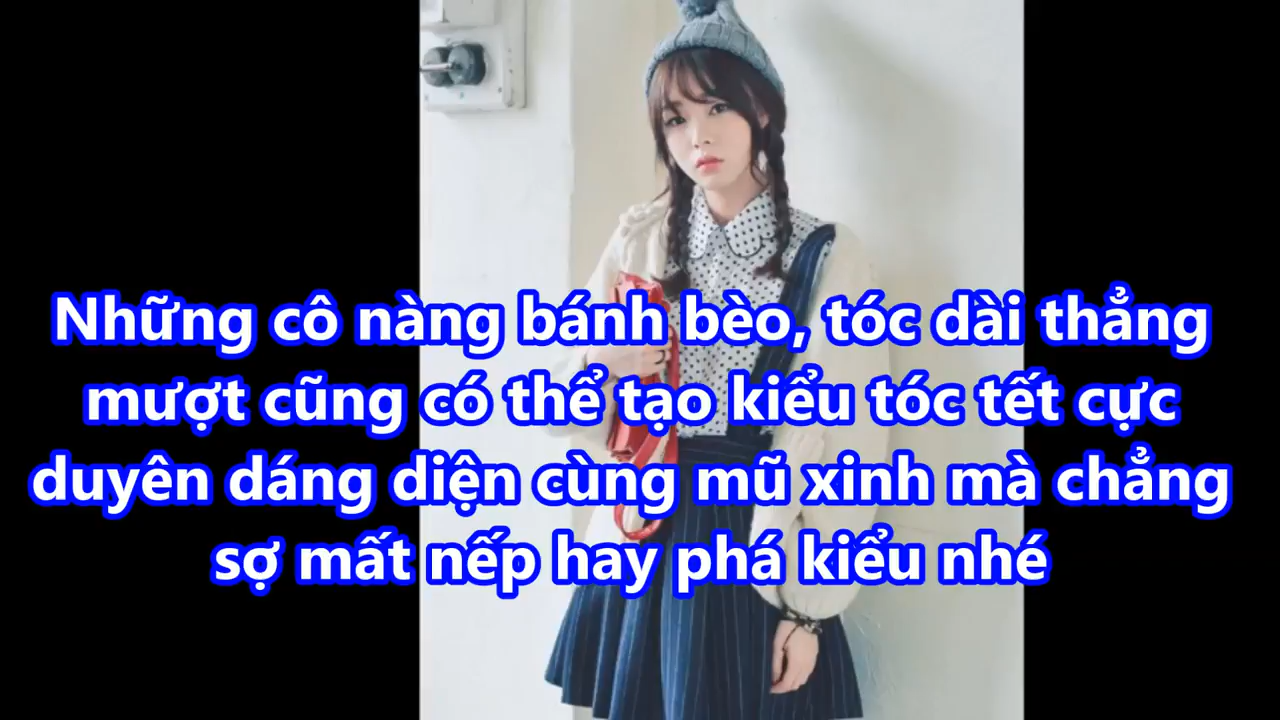 Những cô nàng bánh bèo, tóc dài thẳng
mượt cũng có thể tạo kiểu tóc tết cực
duyên dáng diện cùng mũ xinh mà chẳng
sợ mất nếp hay phá kiểu nhé